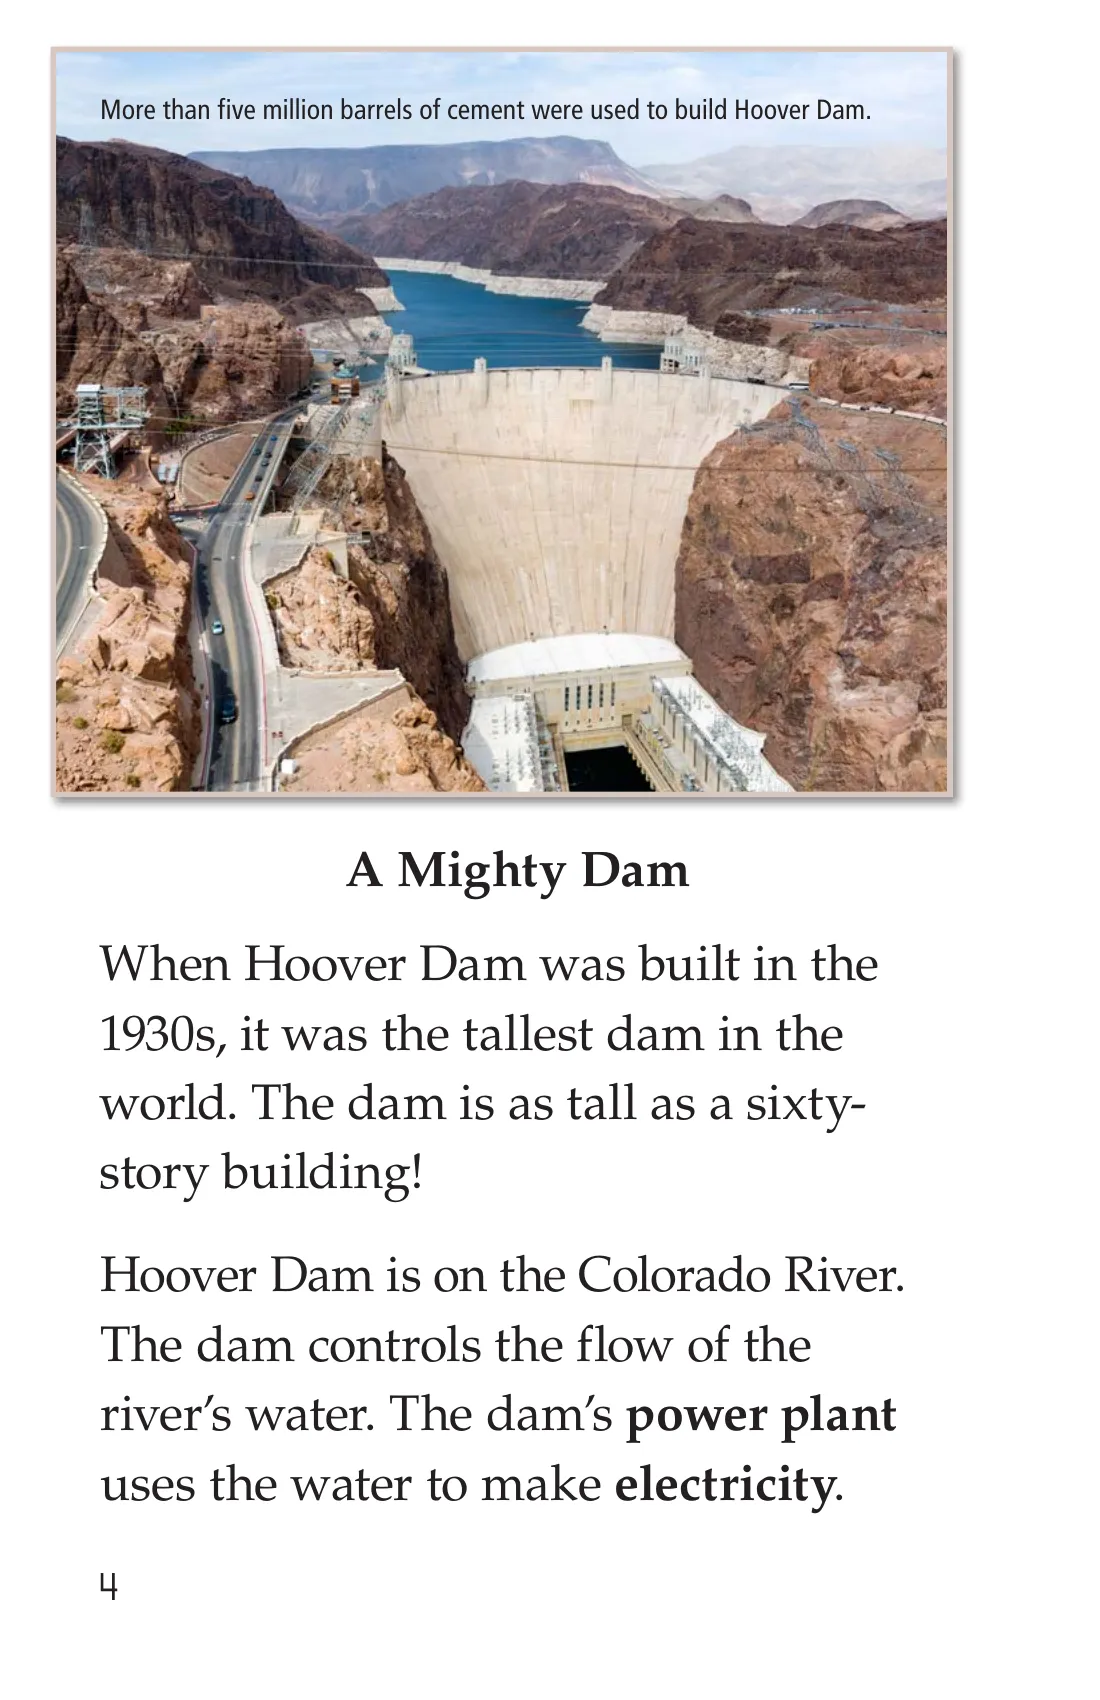 More than five million barrels of cement were used to build Hoover Dam.
A Mighty Dam
When Hoover Dam was built in the
1930s, it was the tallest dam in the
world. The dam is as tall as a sixty-
story building!
Hoover Dam is on the Colorado River.
The dam controls the flow of the
river’s water. The dam’s power plant
uses the water to make electricity.
4